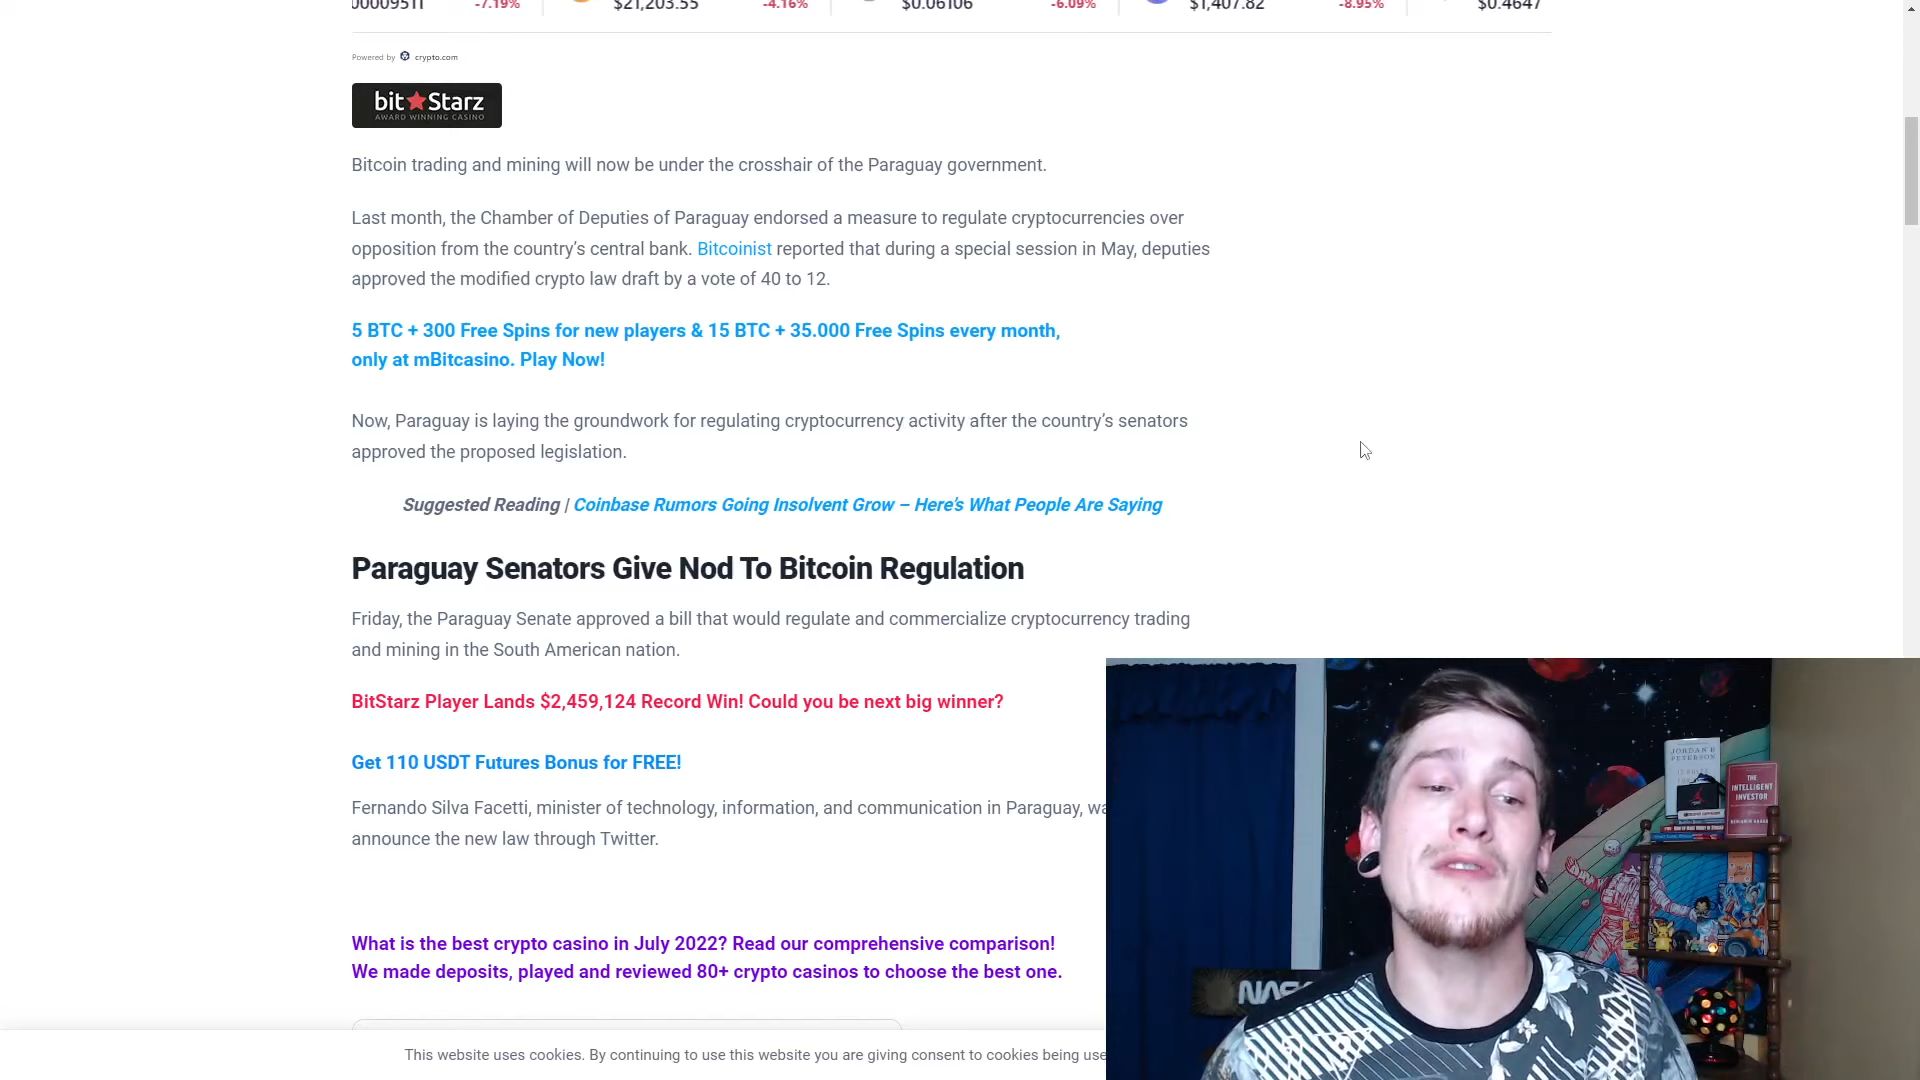 00009511 -7.19% $21,203.55 -4.16% $0.06106 -6.09% $1,407.82 -8.95% $0.4647
Powered by crypto.com
bit Starz
AWARD WINNING CASINO
Bitcoin trading and mining will now be under the crosshair of the Paraguay government.
Last month, the Chamber of Deputies of Paraguay endorsed a measure to regulate cryptocurrencies over
opposition from the country’s central bank. Bitcoinist reported that during a special session in May, deputies
approved the modified crypto law draft by a vote of 40 to 12.
5 BTC + 300 Free Spins for new players & 15 BTC + 35.000 Free Spins every month,
only at mBitcasino. Play Now!
Now, Paraguay is laying the groundwork for regulating cryptocurrency activity after the country’s senators
approved the proposed legislation.
Suggested Reading | Coinbase Rumors Going Insolvent Grow – Here’s What People Are Saying
Paraguay Senators Give Nod To Bitcoin Regulation
Friday, the Paraguay Senate approved a bill that would regulate and commercialize cryptocurrency trading
and mining in the South American nation.
BitStarz Player Lands $2,459,124 Record Win! Could you be next big winner?
Get 110 USDT Futures Bonus for FREE!
Fernando Silva Facetti, minister of technology, information, and communication in Paraguay, wa
announce the new law through Twitter.
What is the best crypto casino in July 2022? Read our comprehensive comparison!
We made deposits, played and reviewed 80+ crypto casinos to choose the best one.
This website uses cookies. By continuing to use this website you are giving consent to cookies being use
JORDAN B
PETERSON
THE
INTELLIGENT
INVESTOR
NAS